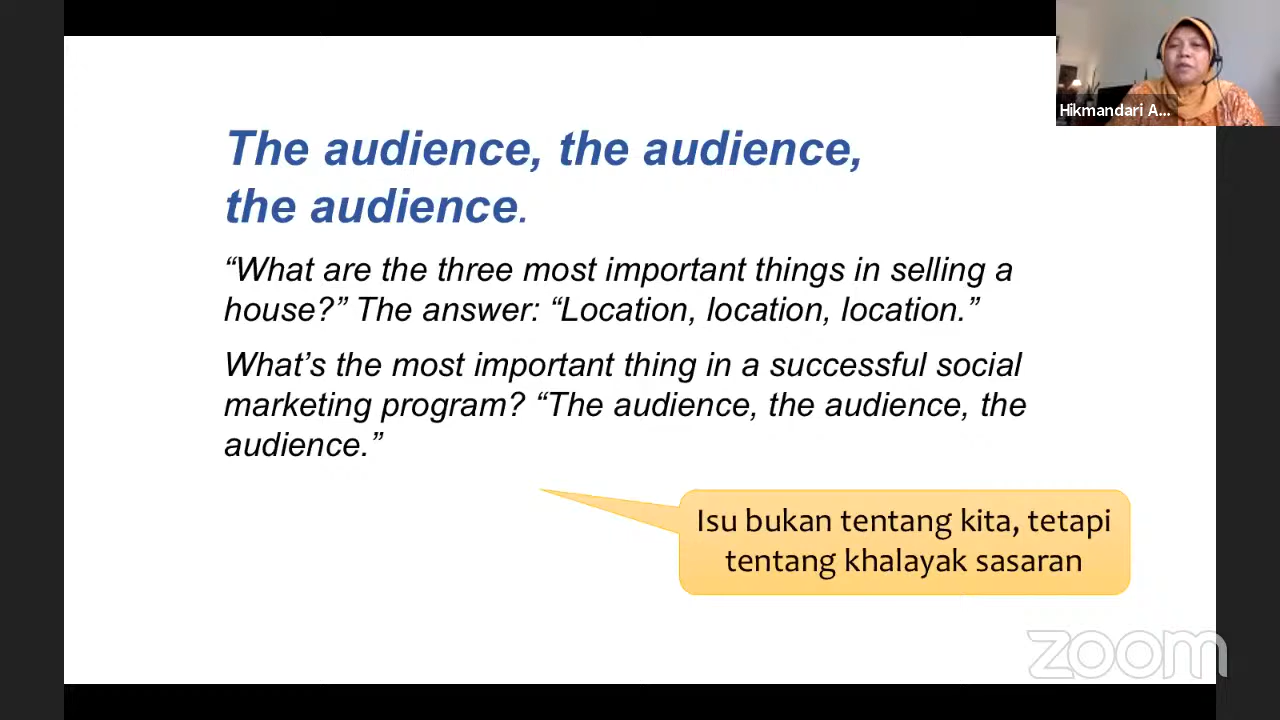 The audience, the audience,
the audience.
“What are the three most important things in selling a
house?” The answer: “Location, location, location.”
What’s the most important thing in a successful social
marketing program? “The audience, the audience, the
audience.”
Isu bukan tentang kita, tetapi
tentang khalayak sasaran
Hikmandari A...
zoom